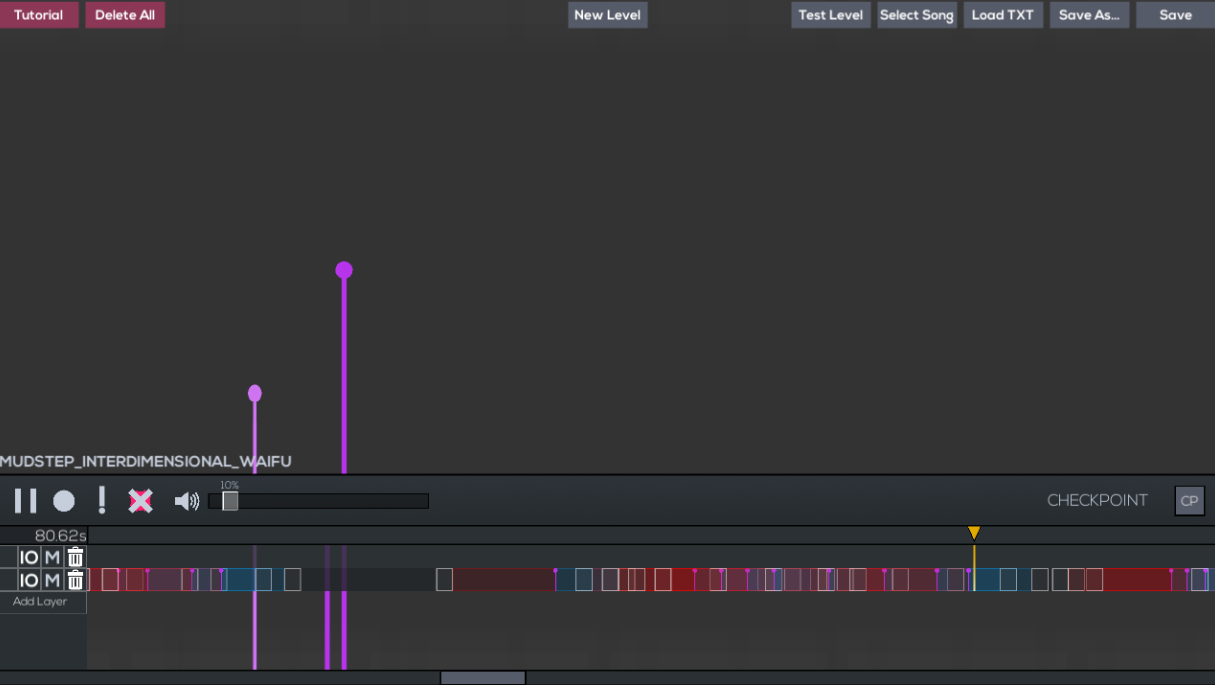 Tutorial Delete All New Level Test Level Select Song Load TXT Save As... Save
MUDSTEP_INTERDIMENSIONAL_WAIFU
10%
CHECKPOINT CP
80.62s
IO M
IO M
Add Layer